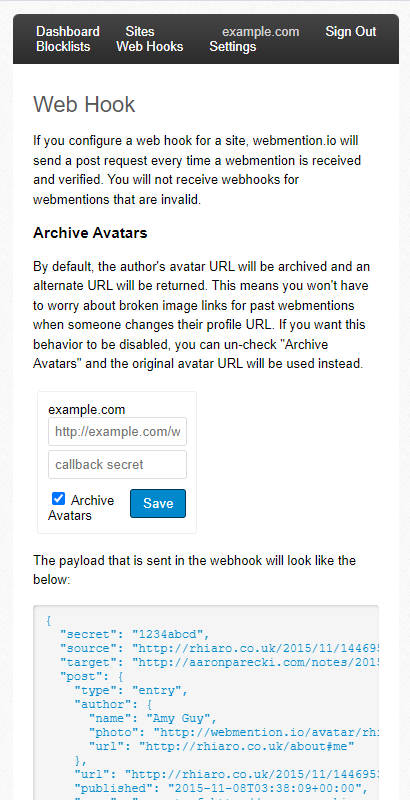 Dashboard Sites example.com Sign Out
Blocklists Web Hooks Settings
Web Hook
If you configure a web hook for a site, webmention.io will
send a post request every time a webmention is received
and verified. You will not receive webhooks for
webmentions that are invalid.
Archive Avatars
By default, the author's avatar URL will be archived and an
alternate URL will be returned. This means you won't have
to worry about broken image links for past webmentions
when someone changes their profile URL. If you want this
behavior to be disabled, you can un-check "Archive
Avatars" and the original avatar URL will be used instead.
example.com
http://example.com/w
callback secret
Archive
Avatars
Save
The payload that is sent in the webhook will look like the
below:
{
"secret": "1234abcd",
"source": "http://rhiaro.co.uk/2015/11/144695
"target": "http://aaronparecki.com/notes/2015
"post": {
"type": "entry",
"author": {
"name": "Amy Guy",
"photo": "http://webmention.io/avatar/rhi
"url": "http://rhiaro.co.uk/about#me"
},
"url": "http://rhiaro.co.uk/2015/11/1446953
"published": "2015-11-08T03:38:09+00:00",